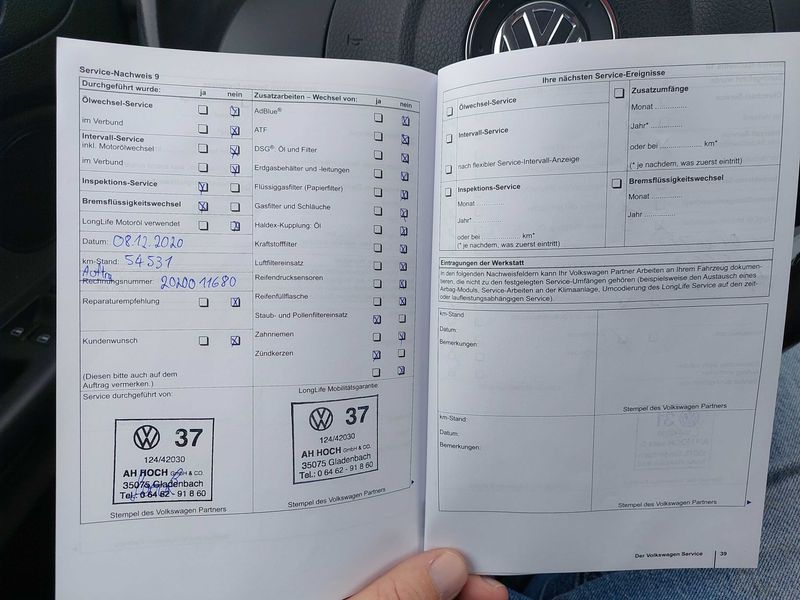 Service-Nachweis 9
Durchgeführt wurde: ja nein
Ölwechsel-Service
im Verbund
Intervall-Service
inkl. Motorölwechsel
im Verbund
Inspektions-Service
Bremsflüssigkeitswechsel
LongLife Motoröl verwendet
Datum: 08.12.2020
km-Stand: 54531
Auftrg
Rechnungsnummer: 202011680
Reparaturempfehlung
Kundenwunsch
(Diesen bitte auch auf dem
Auftrag vermerken.)
Service durchgeführt von:
37
124/42030
AH HOCH GmbH & CO.
35075 Gladenbach
Tel.: 0 64 62 - 91 8 60
Stempel des Volkswagen Partners
Zusatzarbeiten – Wechsel von: ja nein
AdBlue®
ATF
DSG®: Öl und Filter
Erdgasbehälter und -leitungen
Flüssiggasfilter (Papierfilter)
Gasfilter und Schläuche
Haldex-Kupplung: Öl
Kraftstofffilter
Luftfiltereinsatz
Reifendrucksensoren
Reifenfüllflasche
Staub- und Pollenfiltereinsatz
Zahnriemen
Zündkerzen
LongLife Mobilitätsgarantie
37
124/42030
AH HOCH GmbH & CO.
35075 Gladenbach
Tel.: 0 64 62 - 91 8 60
Stempel des Volkswagen Partners
Ihre nächsten Service-Ereignisse
Ölwechsel-Service
Intervall-Service
nach flexibler Service-Intervall-Anzeige
Inspektions-Service
Monat ................
Jahr* ................
oder bei ................ km*
(* je nachdem, was zuerst eintritt)
Zusatzumfänge
Monat ................
Jahr* ................
oder bei ................ km*
(* je nachdem, was zuerst eintritt)
Bremsflüssigkeitswechsel
Monat ................
Jahr ................
Eintragungen der Werkstatt
In den folgenden Nachweisfeldern kann Ihr Volkswagen Partner Arbeiten an Ihrem Fahrzeug dokumen-
tieren, die nicht zu den festgelegten Service-Umfängen gehören (beispielsweise den Austausch eines
Airbag-Moduls, Service-Arbeiten an der Klimaanlage, Umcodierung des LongLife Service auf den zeit-
oder laufleistungsabhängigen Service).
km-Stand
Datum:
Bemerkungen:
Stempel des Volkswagen Partners
km-Stand:
Datum:
Bemerkungen:
Stempel des Volkswagen Partners
Der Volkswagen Service 39